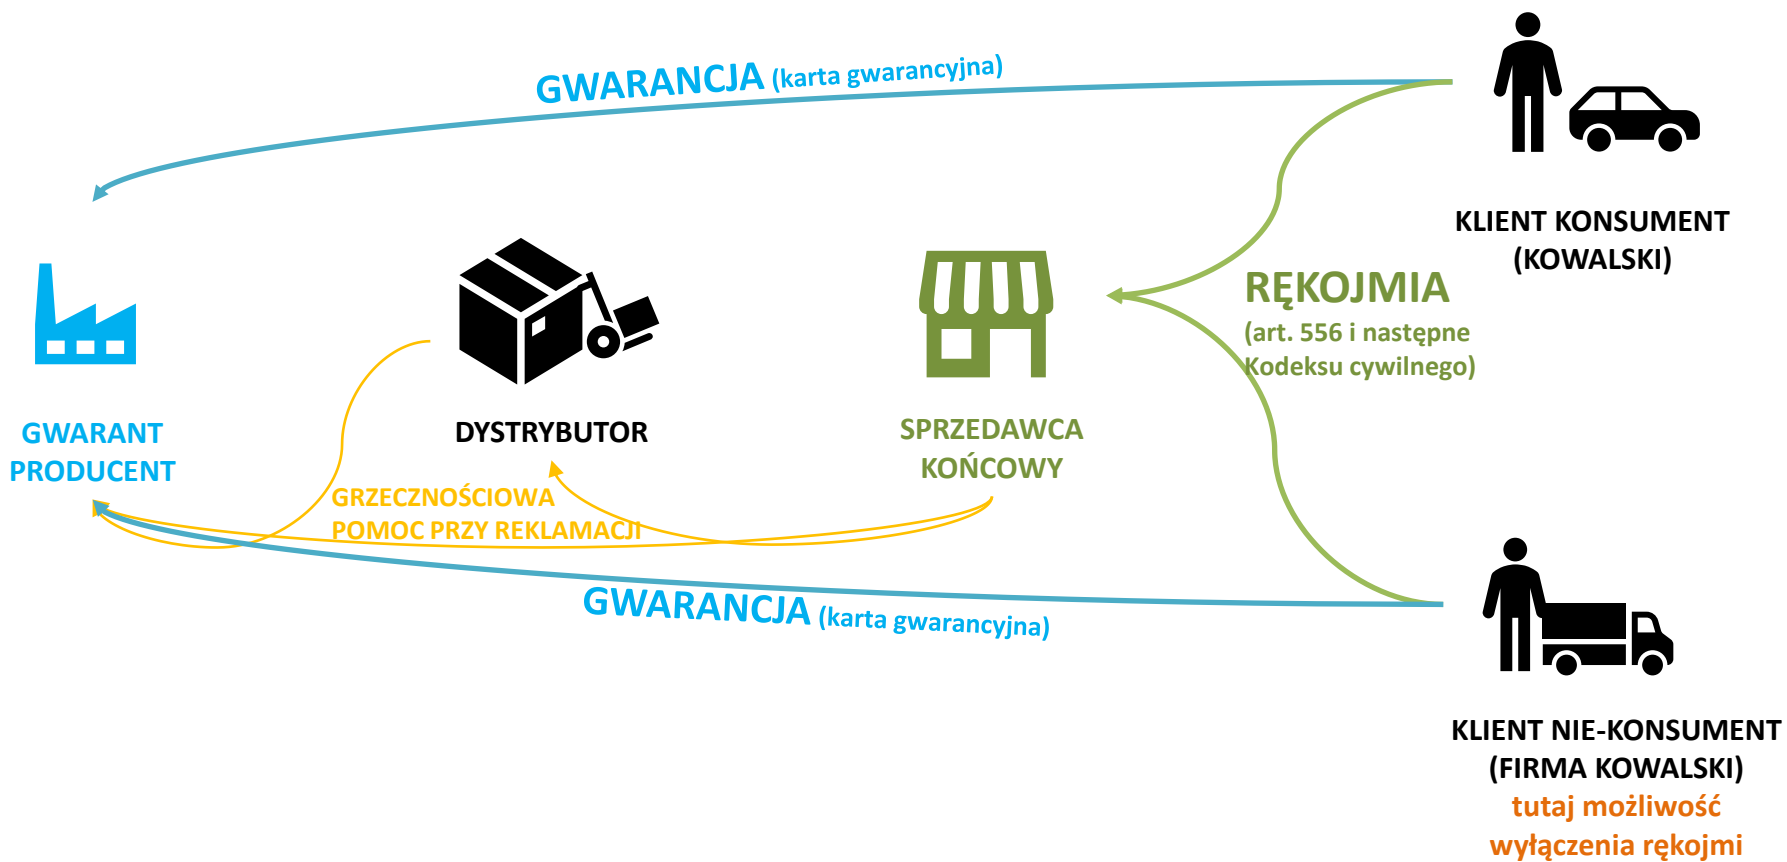 GWARANCJA (karta gwarancyjna)
KLIENT KONSUMENT
(KOWALSKI)
RĘKOJMIA
(art. 556 i następne
Kodeksu cywilnego)
GWARANT
PRODUCENT
DYSTRYBUTOR
SPRZEDAWCA
KOŃCOWY
GRZECZNOŚCIOWA
POMOC PRZY REKLAMACJI
GWARANCJA (karta gwarancyjna)
KLIENT NIE-KONSUMENT
(FIRMA KOWALSKI)
tutaj możliwość
wyłączenia rękojmi